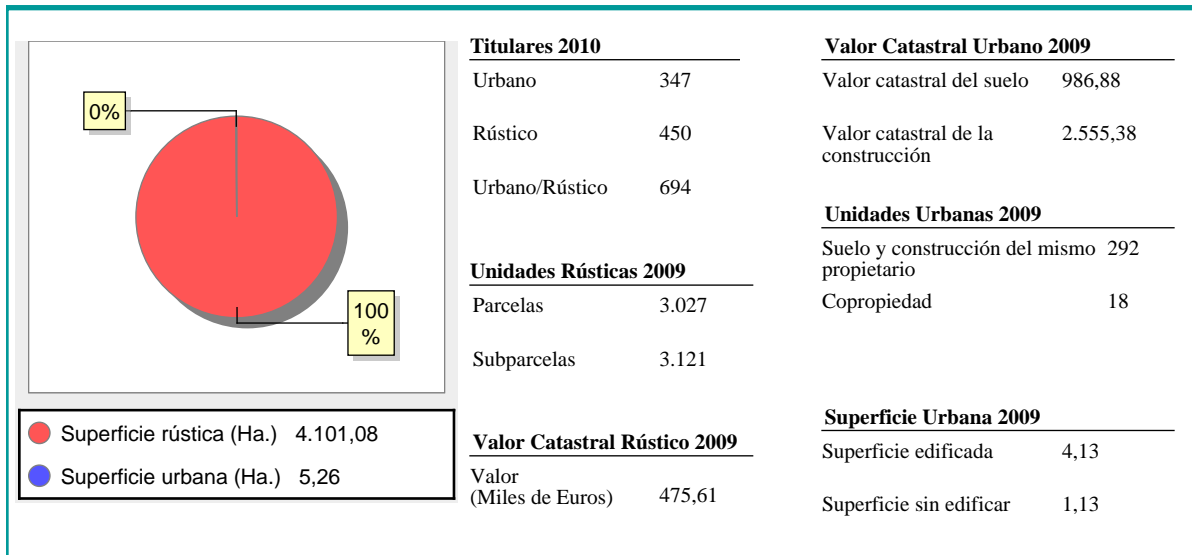 0%
100
%
Superficie rústica (Ha.) 4.101,08
Superficie urbana (Ha.) 5,26
Titulares 2010
Urbano 347
Rústico 450
Urbano/Rústico 694
Unidades Rústicas 2009
Parcelas 3.027
Subparcelas 3.121
Valor Catastral Rústico 2009
Valor
(Miles de Euros) 475,61
Valor Catastral Urbano 2009
Valor catastral del suelo 986,88
Valor catastral de la 2.555,38
construcción
Unidades Urbanas 2009
Suelo y construcción del mismo 292
propietario
Copropiedad 18
Superficie Urbana 2009
Superficie edificada 4,13
Superficie sin edificar 1,13